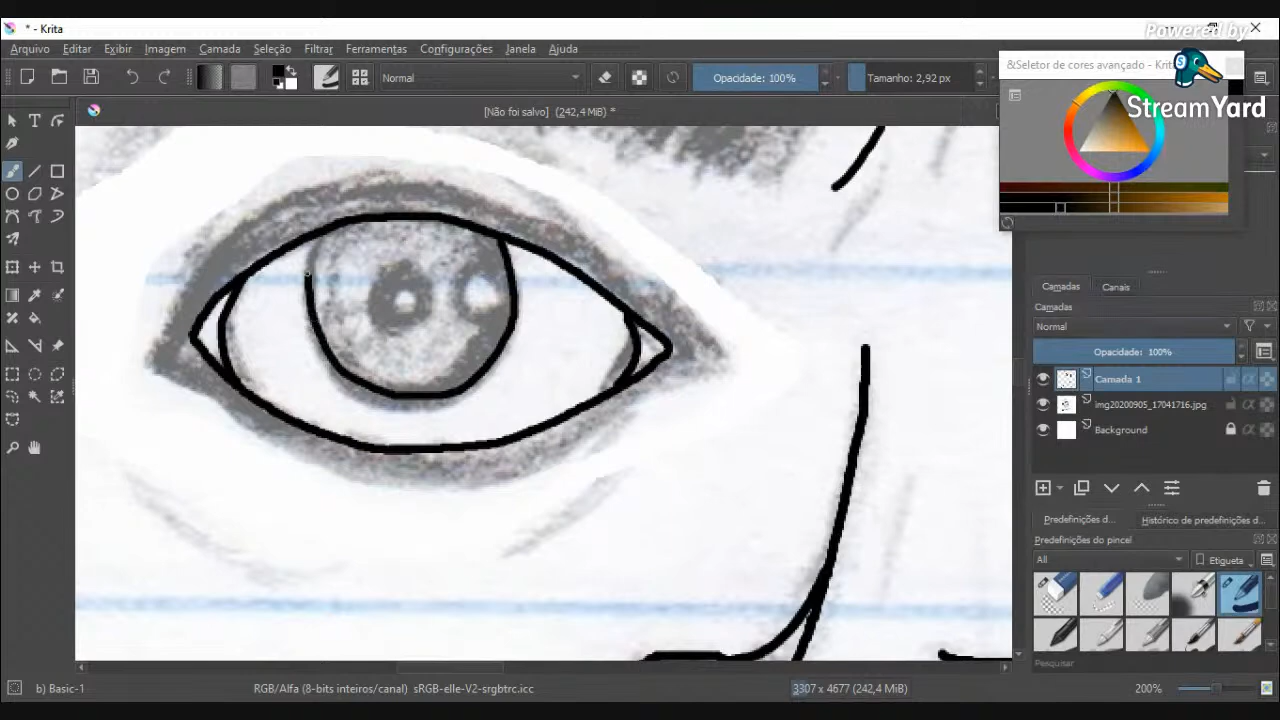 * - Krita
Powered by
Arquivo Editar Exibir Imagem Camada Seleção Filtrar Ferramentas Configurações Janela Ajuda
&Seletor de cores avançado - Krita
Normal
Opacidade: 100%
Tamanho: 2,92 px
StreamYard
[Não foi salvo] (242,4 MiB) *
Camadas Canais
Camadas
Normal
Opacidade: 100%
Camada 1
img20200905_17041716.jpg
Background
Predefinições d... Histórico de predefinições d...
Predefinições do pincel
All
Etiqueta
Pesquisar
b) Basic-1
RGB/Alfa (8-bits inteiros/canal) sRGB-elle-V2-srgbtrc.icc
3307 x 4677 (242,4 MiB)
200%